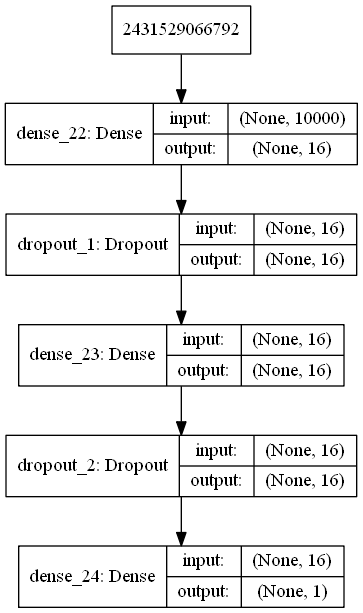 2431529066792
dense_22: Dense
input:
(None, 10000)
output:
(None, 16)
dropout_1: Dropout
input:
(None, 16)
output:
(None, 16)
dense_23: Dense
input:
(None, 16)
output:
(None, 16)
dropout_2: Dropout
input:
(None, 16)
output:
(None, 16)
dense_24: Dense
input:
(None, 16)
output:
(None, 1)